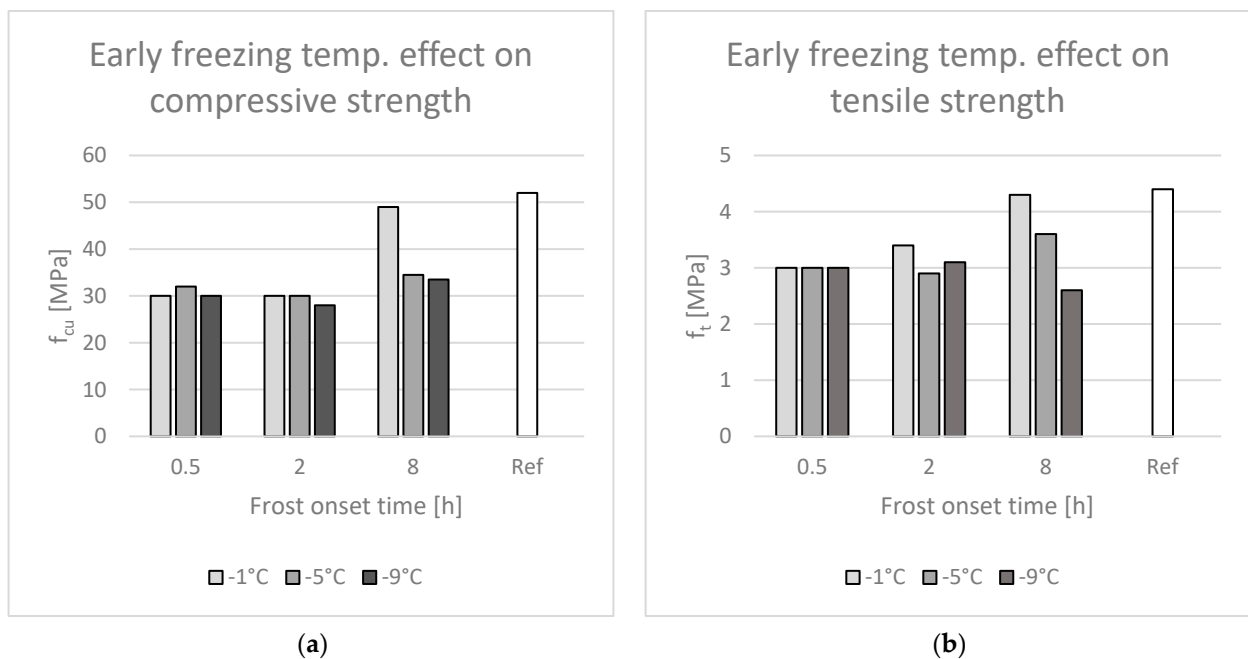 Early freezing temp. effect on
compressive strength
60
50
40
30
20
10
0
f_cu [MPa]
0.5 2 8 Ref
Frost onset time [h]
-1°C -5°C -9°C
(a)
Early freezing temp. effect on
tensile strength
5
4
3
2
1
0
f_t [MPa]
0.5 2 8 Ref
Frost onset time [h]
-1°C -5°C -9°C
(b)